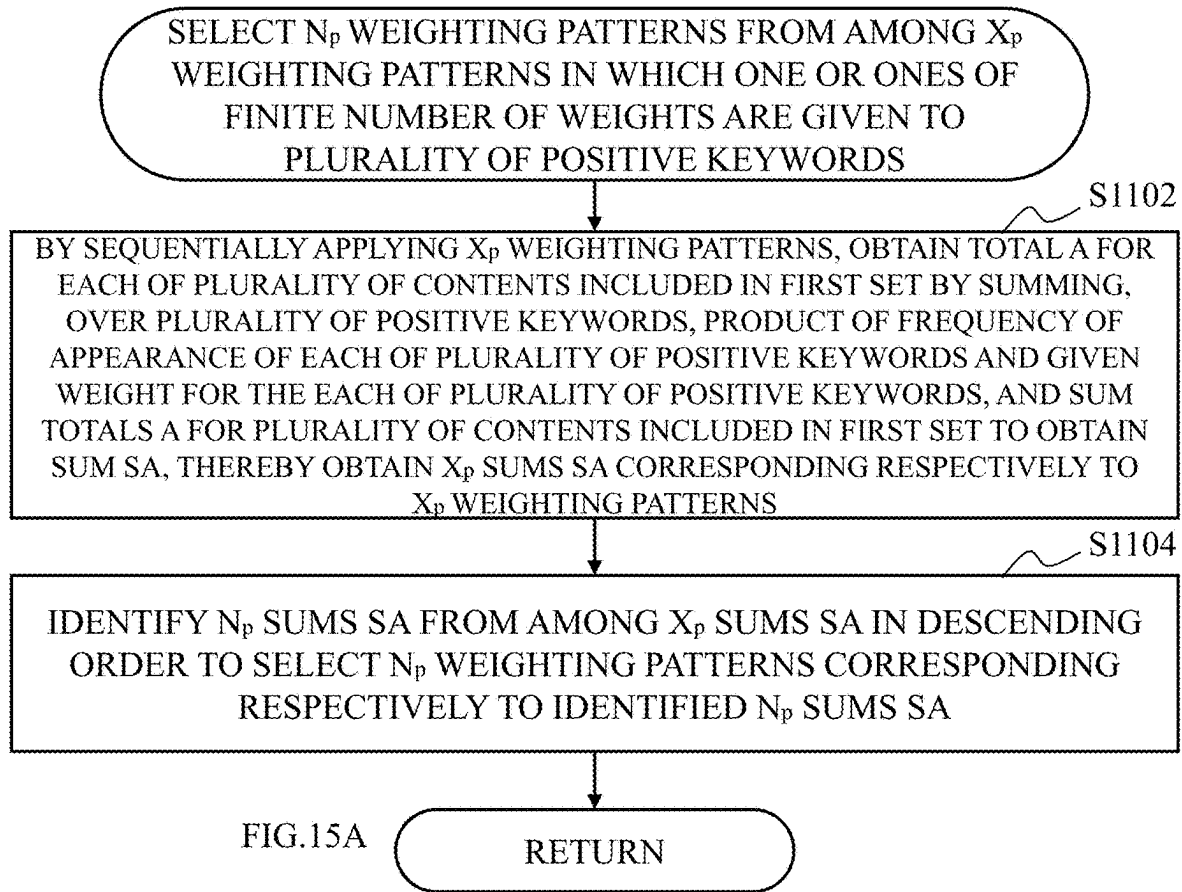 SELECT Np WEIGHTING PATTERNS FROM AMONG Xp
WEIGHTING PATTERNS IN WHICH ONE OR ONES OF
FINITE NUMBER OF WEIGHTS ARE GIVEN TO
PLURALITY OF POSITIVE KEYWORDS
S1102
BY SEQUENTIALLY APPLYING Xp WEIGHTING PATTERNS, OBTAIN TOTAL A FOR
EACH OF PLURALITY OF CONTENTS INCLUDED IN FIRST SET BY SUMMING,
OVER PLURALITY OF POSITIVE KEYWORDS, PRODUCT OF FREQUENCY OF
APPEARANCE OF EACH OF PLURALITY OF POSITIVE KEYWORDS AND GIVEN
WEIGHT FOR THE EACH OF PLURALITY OF POSITIVE KEYWORDS, AND SUM
TOTALS A FOR PLURALITY OF CONTENTS INCLUDED IN FIRST SET TO OBTAIN
SUM SA, THEREBY OBTAIN Xp SUMS SA CORRESPONDING RESPECTIVELY TO
Xp WEIGHTING PATTERNS
S1104
IDENTIFY Np SUMS SA FROM AMONG Xp SUMS SA IN DESCENDING
ORDER TO SELECT Np WEIGHTING PATTERNS CORRESPONDING
RESPECTIVELY TO IDENTIFIED Np SUMS SA
FIG.15A
RETURN